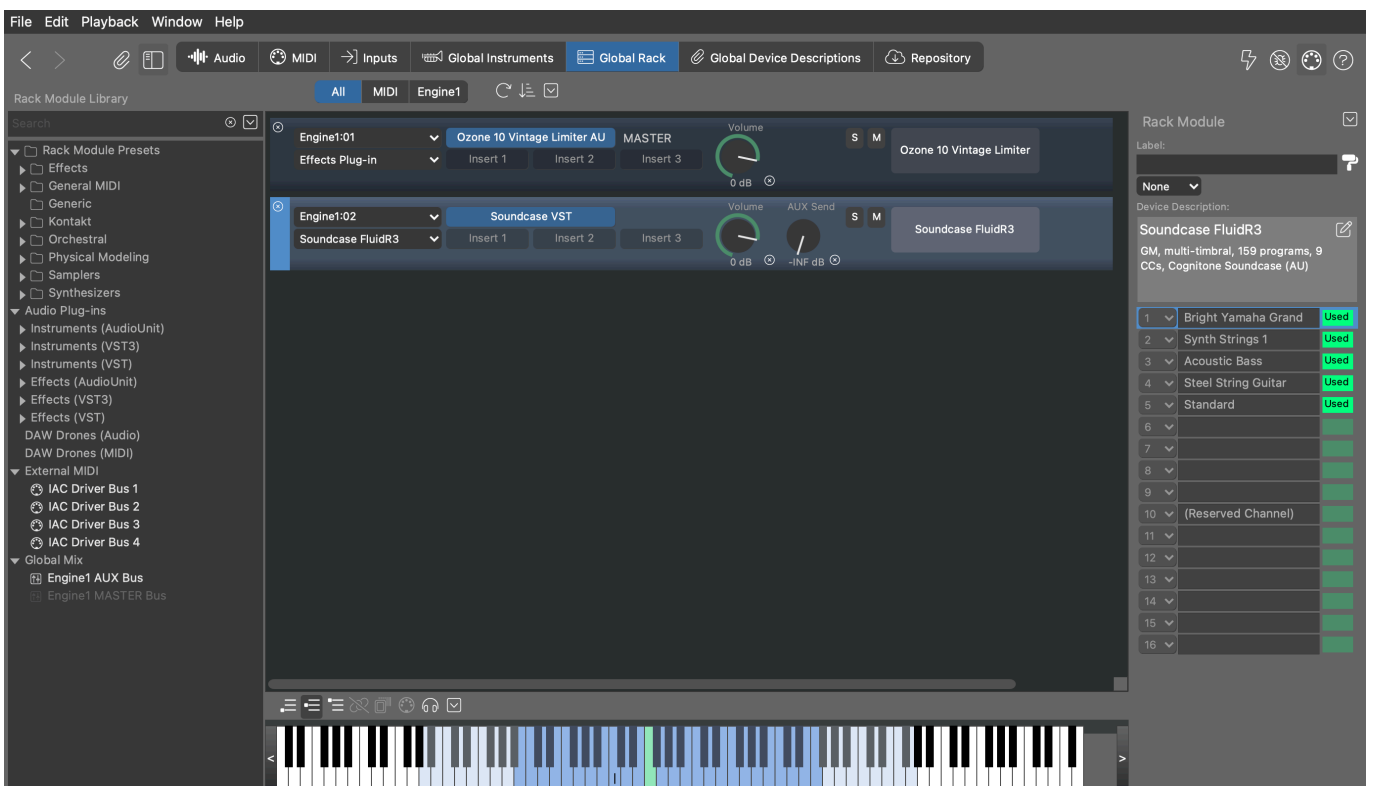 File Edit Playback Window Help
Audio MIDI Inputs Global Instruments Global Rack Global Device Descriptions Repository
Rack Module Library
All MIDI Engine1
Search
Rack Module Presets
Effects
General MIDI
Generic
Kontakt
Orchestral
Physical Modeling
Samplers
Synthesizers
Audio Plug-ins
Instruments (AudioUnit)
Instruments (VST3)
Instruments (VST)
Effects (AudioUnit)
Effects (VST3)
Effects (VST)
DAW Drones (Audio)
DAW Drones (MIDI)
External MIDI
IAC Driver Bus 1
IAC Driver Bus 2
IAC Driver Bus 3
IAC Driver Bus 4
Global Mix
Engine1 AUX Bus
Engine1 MASTER Bus
Volume
Engine1:01 Ozone 10 Vintage Limiter AU MASTER S M
Ozone 10 Vintage Limiter
Effects Plug-in Insert 1 Insert 2 Insert 3
0 dB
Volume AUX Send
Engine1:02 Soundcase VST S M
Soundcase FluidR3
Soundcase FluidR3 Insert 1 Insert 2 Insert 3
0 dB -INF dB
Rack Module
Label:
None
Device Description:
Soundcase FluidR3
GM, multi-timbral, 159 programs, 9
CCs, Cognitone Soundcase (AU)
1 Bright Yamaha Grand Used
2 Synth Strings 1 Used
3 Acoustic Bass Used
4 Steel String Guitar Used
5 Standard Used
6
7
8
9
10 (Reserved Channel)
11
12
13
14
15
16
< >